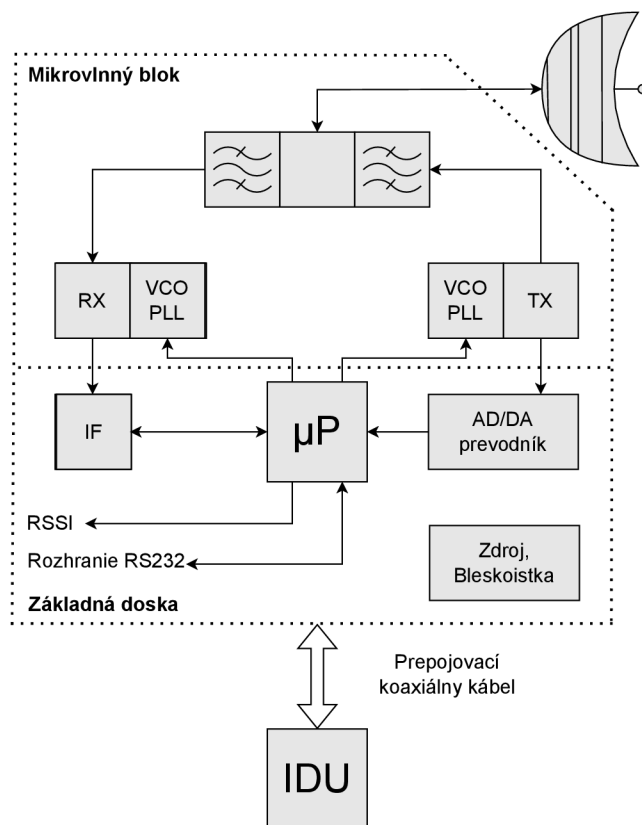 Mikrovlnný blok
RX
VCO
PLL
VCO
PLL
TX
IF
µP
AD/DA
prevodník
RSSI
Rozhranie RS232
Zdroj,
Bleskoistka
Základná doska
Prepojovací
koaxiálny kábel
IDU